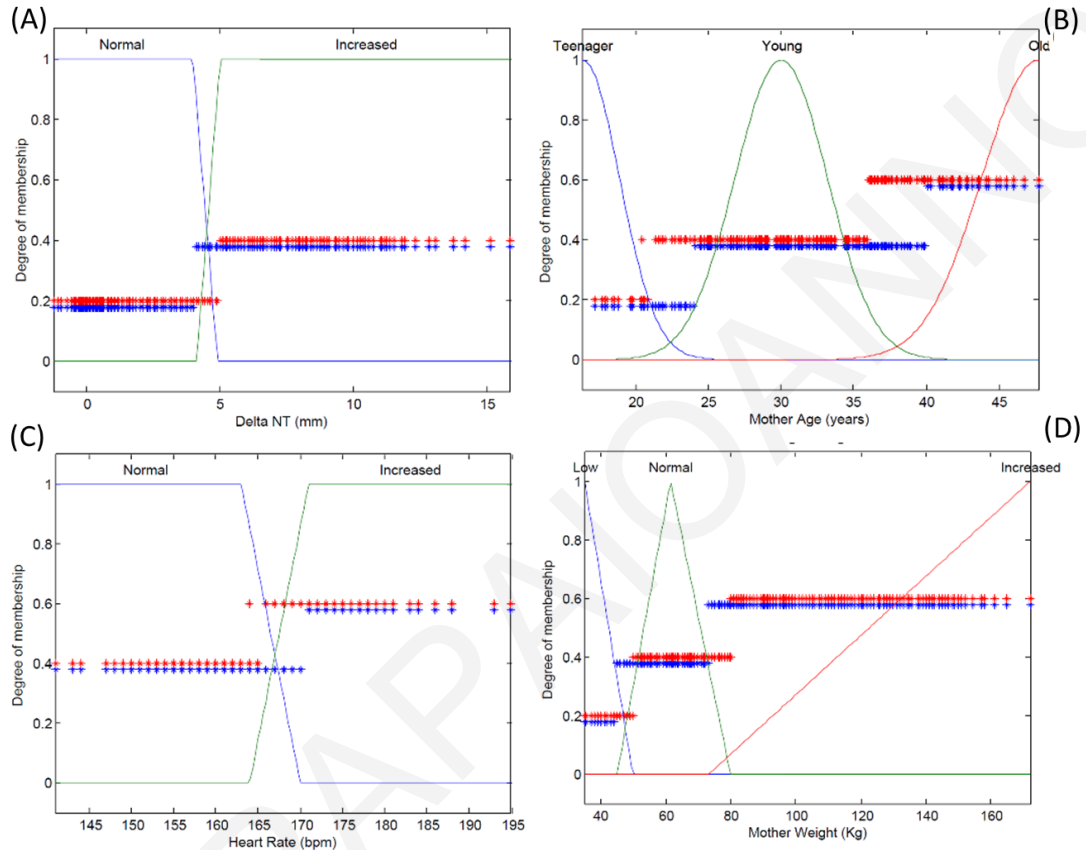 (A)
Normal Increased
1
0.8
0.6
0.4
0.2
0
Degree of membership
0 5 10 15
Delta NT (mm)
(B)
Teenager Young Old
1
0.8
0.6
0.4
0.2
0
Degree of membership
20 25 30 35 40 45
Mother Age (years)
(C)
Normal Increased
1
0.8
0.6
0.4
0.2
0
Degree of membership
145 150 155 160 165 170 175 180 185 190 195
Heart Rate (bpm)
(D)
Low Normal Increased
1
0.8
0.6
0.4
0.2
0
Degree of membership
40 60 80 100 120 140 160
Mother Weight (Kg)
PAPAIOANNO